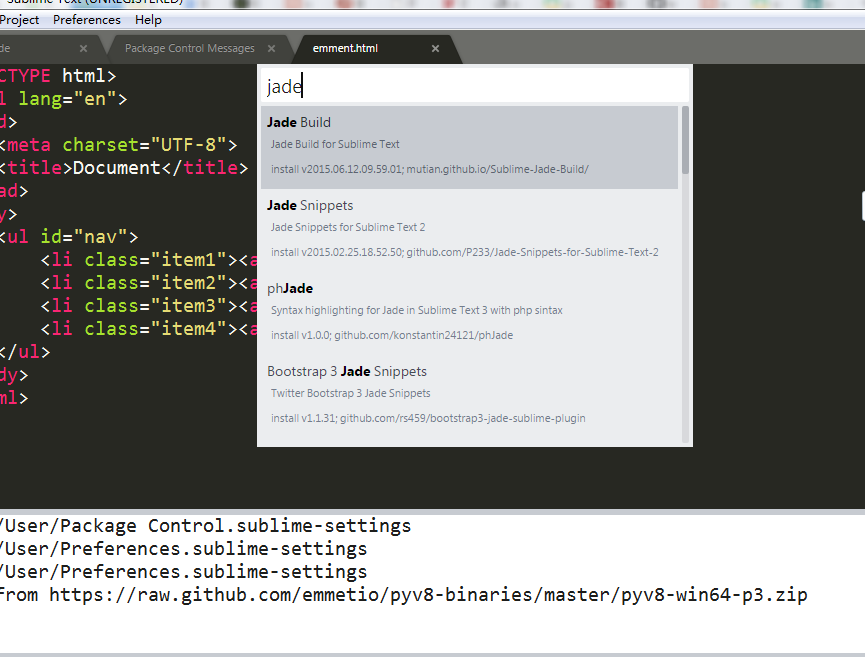 Sublime Text (UNREGISTERED)
Project Preferences Help
de × Package Control Messages × emment.html ×
jade
CTYPE html>
l lang="en">
d>
<meta charset="UTF-8">
<title>Document</title>
ad>
y>
<ul id="nav">
<li class="item1"><a
<li class="item2"><a
<li class="item3"><a
<li class="item4"><a
</ul>
dy>
ml>
Jade Build
Jade Build for Sublime Text
install v2015.06.12.09.59.01; mutian.github.io/Sublime-Jade-Build/
Jade Snippets
Jade Snippets for Sublime Text 2
install v2015.02.25.18.52.50; github.com/P233/Jade-Snippets-for-Sublime-Text-2
phJade
Syntax highlighting for Jade in Sublime Text 3 with php sintax
install v1.0.0; github.com/konstantin24121/phJade
Bootstrap 3 Jade Snippets
Twitter Bootstrap 3 Jade Snippets
install v1.1.31; github.com/rs459/bootstrap3-jade-sublime-plugin
/User/Package Control.sublime-settings
/User/Preferences.sublime-settings
/User/Preferences.sublime-settings
from https://raw.github.com/emmetio/pyv8-binaries/master/pyv8-win64-p3.zip